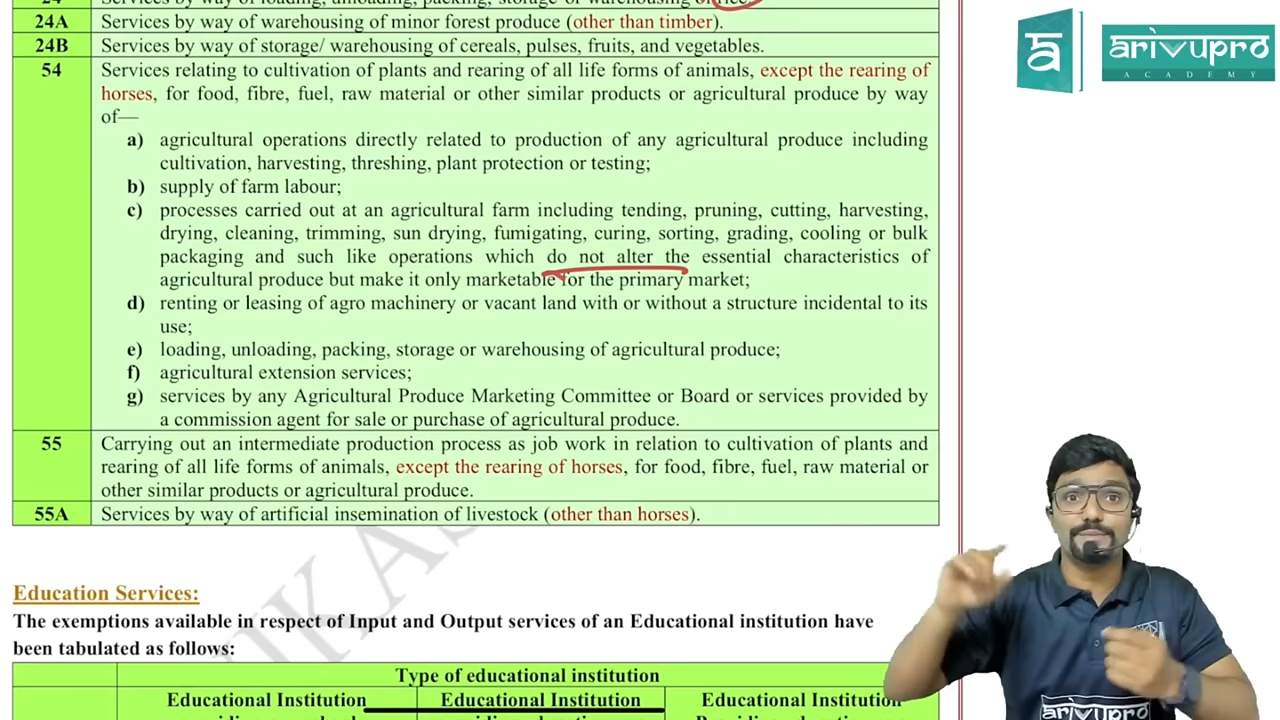 24 Services by way of loading, unloading, packing, storage or warehousing of rice.
24A Services by way of warehousing of minor forest produce (other than timber).
24B Services by way of storage/ warehousing of cereals, pulses, fruits, and vegetables.
54 Services relating to cultivation of plants and rearing of all life forms of animals, except the rearing of
horses, for food, fibre, fuel, raw material or other similar products or agricultural produce by way
of—
a) agricultural operations directly related to production of any agricultural produce including
cultivation, harvesting, threshing, plant protection or testing;
b) supply of farm labour;
c) processes carried out at an agricultural farm including tending, pruning, cutting, harvesting,
drying, cleaning, trimming, sun drying, fumigating, curing, sorting, grading, cooling or bulk
packaging and such like operations which do not alter the essential characteristics of
agricultural produce but make it only marketable for the primary market;
d) renting or leasing of agro machinery or vacant land with or without a structure incidental to its
use;
e) loading, unloading, packing, storage or warehousing of agricultural produce;
f) agricultural extension services;
g) services by any Agricultural Produce Marketing Committee or Board or services provided by
a commission agent for sale or purchase of agricultural produce.
55 Carrying out an intermediate production process as job work in relation to cultivation of plants and
rearing of all life forms of animals, except the rearing of horses, for food, fibre, fuel, raw material or
other similar products or agricultural produce.
55A Services by way of artificial insemination of livestock (other than horses).
Education Services:
The exemptions available in respect of Input and Output services of an Educational institution have
been tabulated as follows:
Type of educational institution
Educational Institution Educational Institution Educational Institution
arivupro
ACADEMY
arivupro